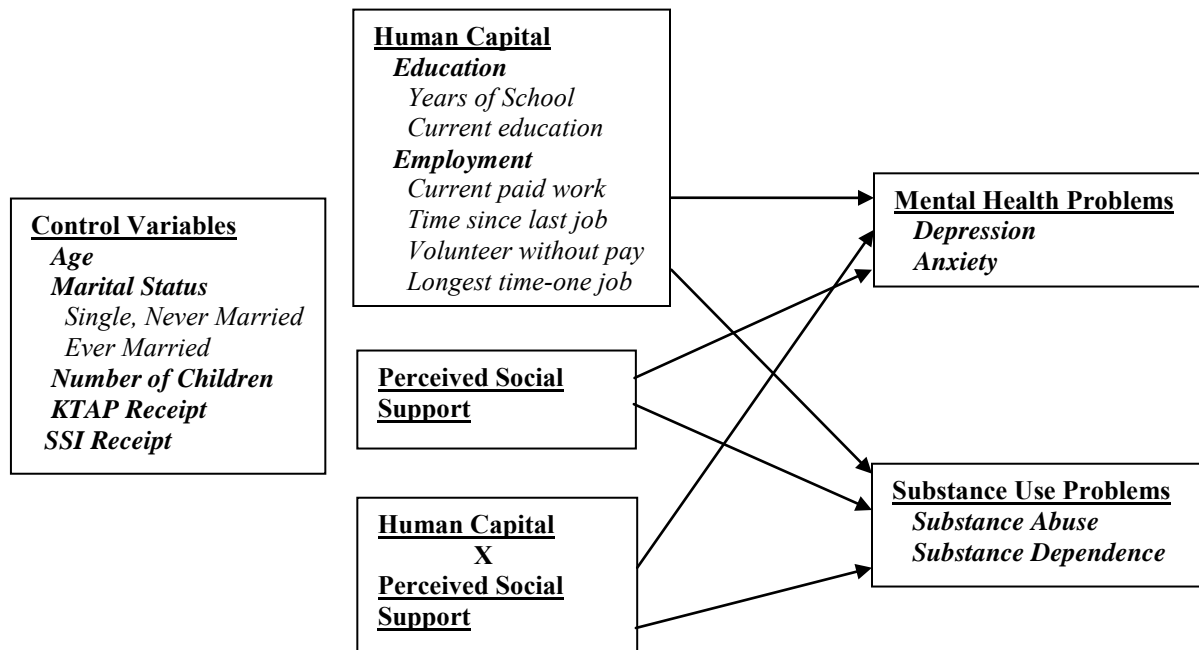 Control Variables
Age
Marital Status
Single, Never Married
Ever Married
Number of Children
KTAP Receipt
SSI Receipt
Human Capital
Education
Years of School
Current education
Employment
Current paid work
Time since last job
Volunteer without pay
Longest time-one job
Perceived Social
Support
Human Capital
X
Perceived Social
Support
Mental Health Problems
Depression
Anxiety
Substance Use Problems
Substance Abuse
Substance Dependence